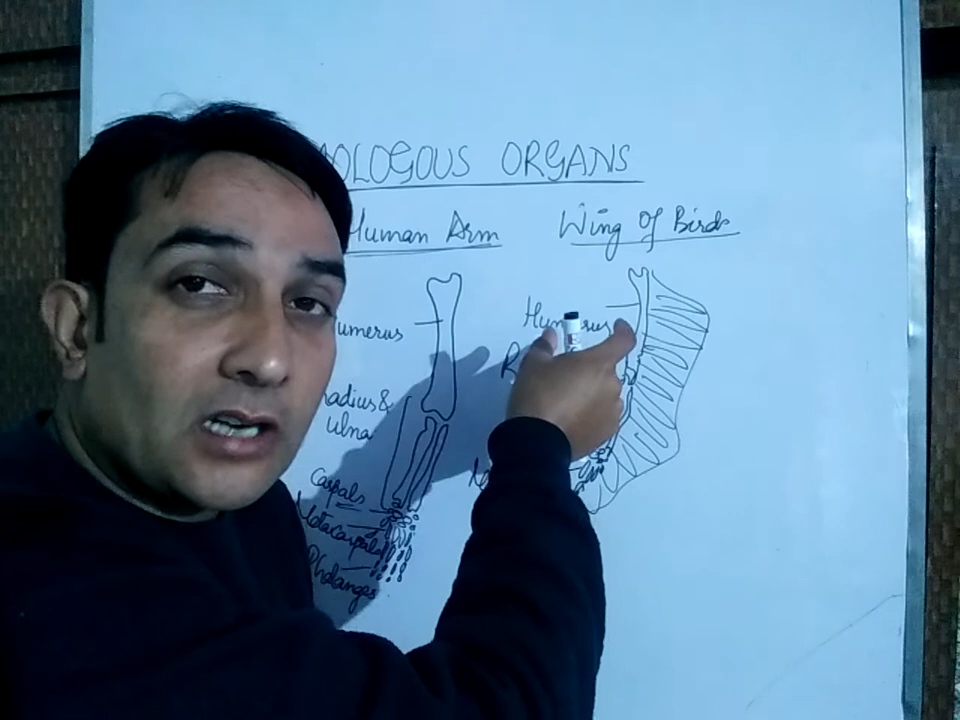 OLOGOUS ORGANS
Human Arm
Wing Of Birds
umerus
adius &
ulna
Carpals
Metacarpals
Phalanges